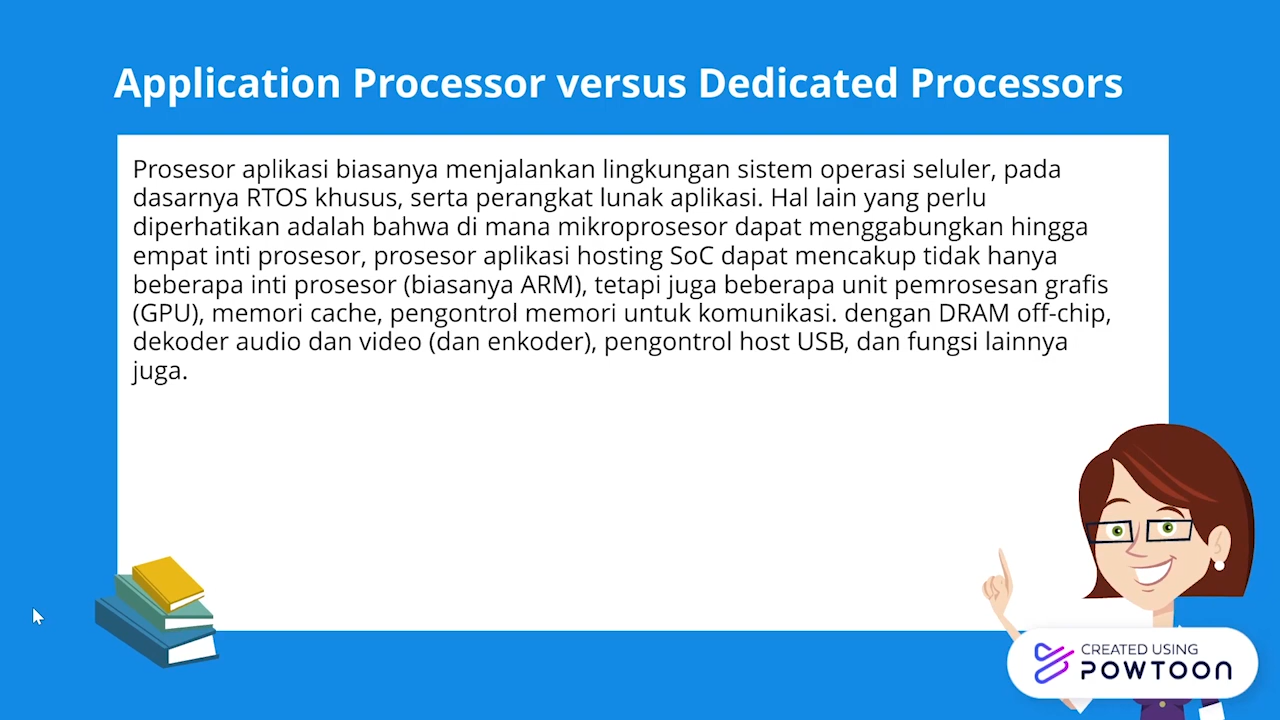 Application Processor versus Dedicated Processors
Prosesor aplikasi biasanya menjalankan lingkungan sistem operasi seluler, pada
dasarnya RTOS khusus, serta perangkat lunak aplikasi. Hal lain yang perlu
diperhatikan adalah bahwa di mana mikroprosesor dapat menggabungkan hingga
empat inti prosesor, prosesor aplikasi hosting SoC dapat mencakup tidak hanya
beberapa inti prosesor (biasanya ARM), tetapi juga beberapa unit pemrosesan grafis
(GPU), memori cache, pengontrol memori untuk komunikasi. dengan DRAM off-chip,
dekoder audio dan video (dan enkoder), pengontrol host USB, dan fungsi lainnya
juga.
CREATED USING
POWTOON